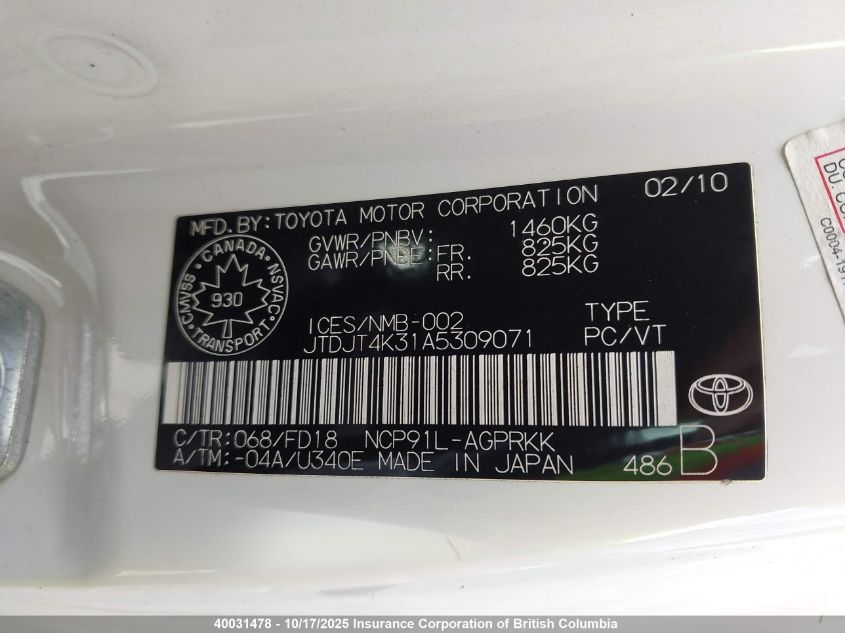 MFD.BY:TOYOTA MOTOR CORPORATION 02/10
GVWR/PNBV: 1460KG
GAWR/PNBE:FR. 825KG
RR. 825KG
CANADA
CMVSS 930 NSVAC
TRANSPORT
ICES/NMB-002 TYPE
JTDJT4K31A5309071 PC/VT
C/TR:068/FD18 NCP91L-AGPRKK
A/TM:-04A/U340E MADE IN JAPAN 486 B
DU.
40031478 - 10/17/2025 Insurance Corporation of British Columbia